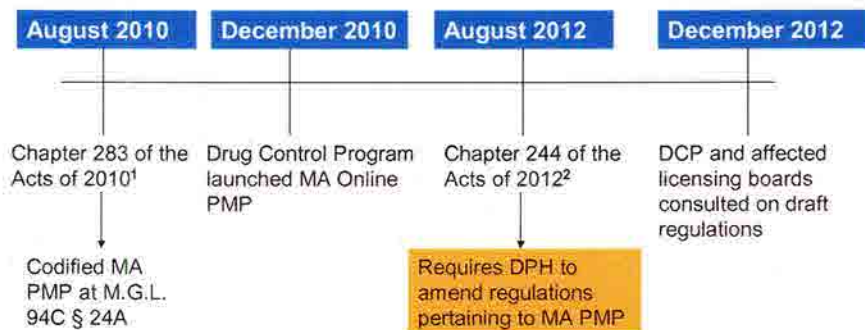 August 2010
December 2010
August 2012
December 2012
Chapter 283 of the
Acts of 2010¹
Drug Control Program
launched MA Online
PMP
Chapter 244 of the
Acts of 2012²
DCP and affected
licensing boards
consulted on draft
regulations
Codified MA
PMP at M.G.L.
94C § 24A
Requires DPH to
amend regulations
pertaining to MA PMP